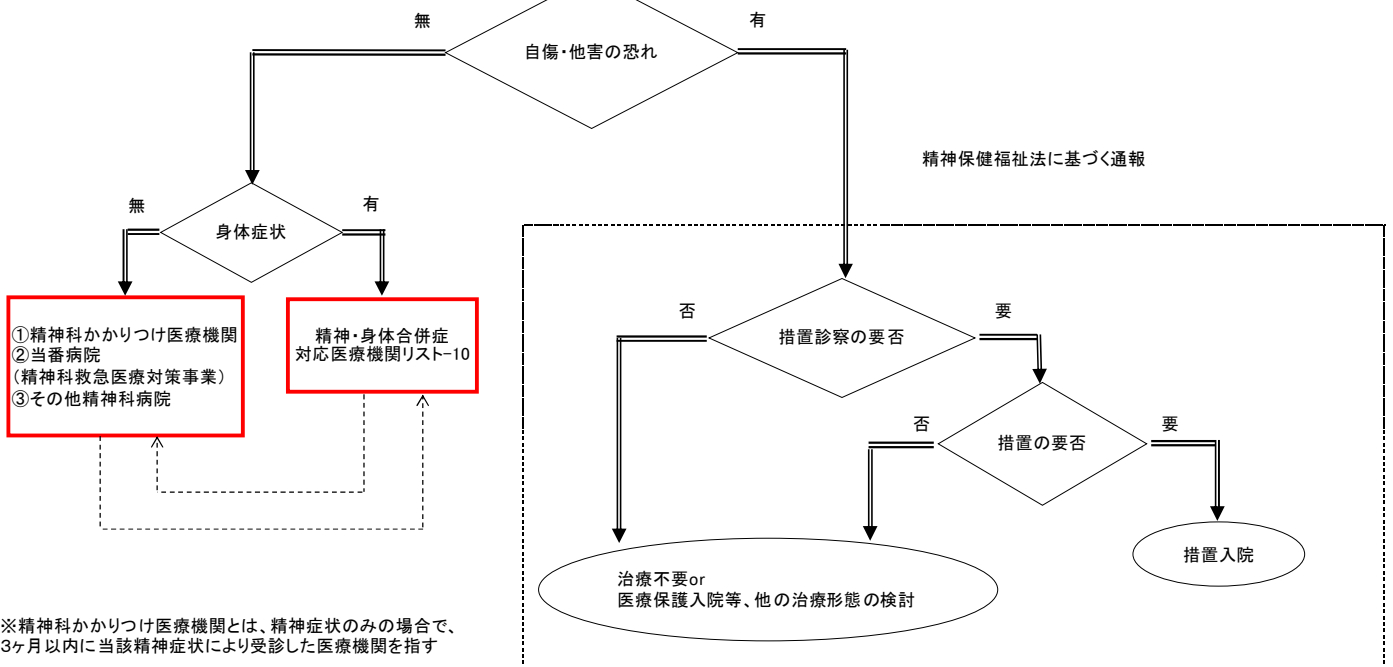 無
有
自傷・他害の恐れ
精神保健福祉法に基づく通報
無
有
身体症状
①精神科かかりつけ医療機関
②当番病院
(精神科救急医療対策事業)
③その他精神科病院
精神・身体合併症
対応医療機関リスト-10
否
要
措置診察の要否
否
要
措置の要否
措置入院
治療不要or
医療保護入院等、他の治療形態の検討
※精神科かかりつけ医療機関とは、精神症状のみの場合で、
3ヶ月以内に当該精神症状により受診した医療機関を指す